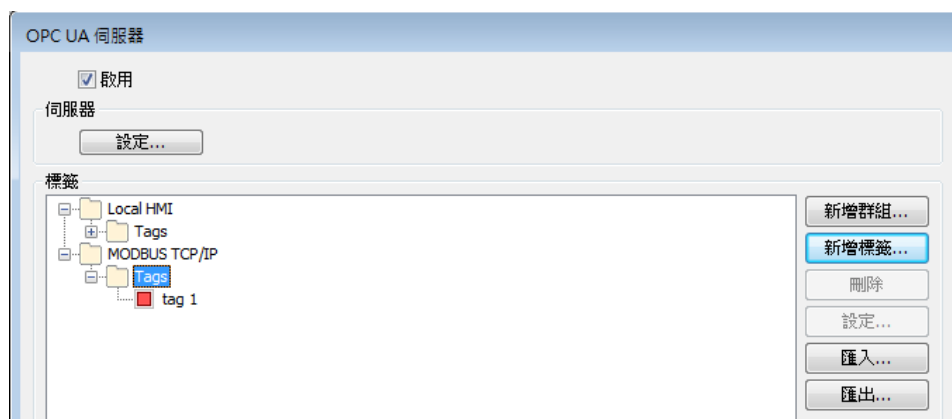 OPC UA 伺服器
啟用
伺服器
設定...
標籤
Local HMI
Tags
MODBUS TCP/IP
Tags
tag 1
新增群組...
新增標籤...
刪除
設定...
匯入...
匯出...